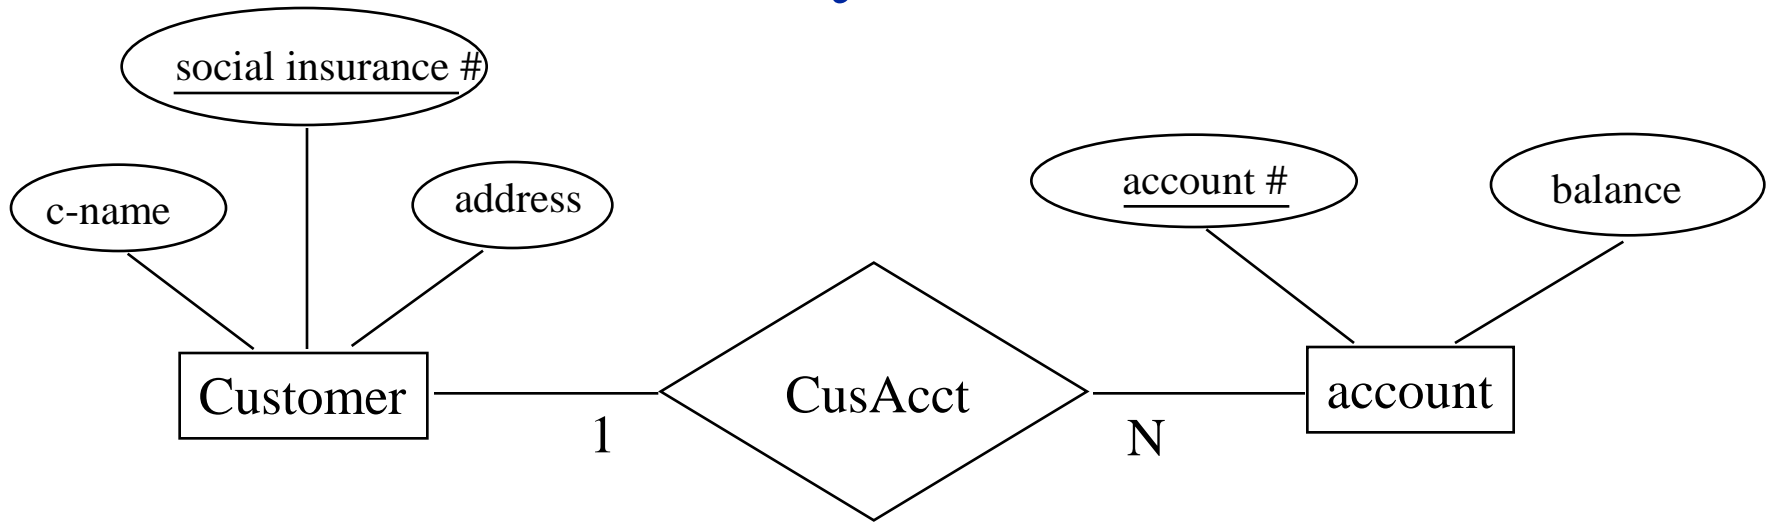 social insurance #
c-name
address
account #
balance
Customer
1
CusAcct
N
account